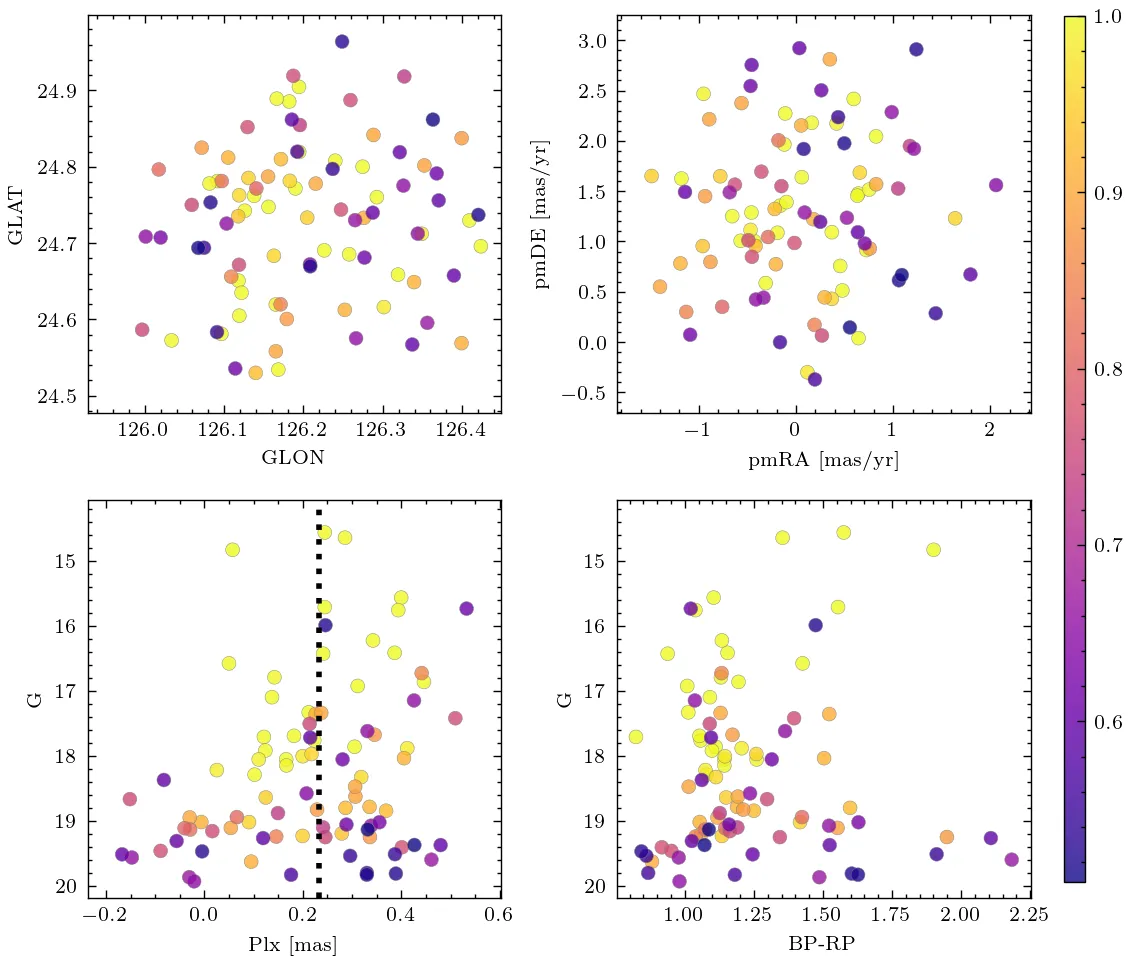 24.9
24.8
24.7
24.6
24.5
GLAT
126.0 126.1 126.2 126.3 126.4
GLON
3.0
2.5
2.0
1.5
1.0
0.5
0.0
−0.5
pmDE [mas/yr]
−1 0 1 2
pmRA [mas/yr]
15
16
17
18
19
20
G
−0.2 0.0 0.2 0.4 0.6
Plx [mas]
15
16
17
18
19
20
G
1.00 1.25 1.50 1.75 2.00 2.25
BP-RP
1.0
0.9
0.8
0.7
0.6